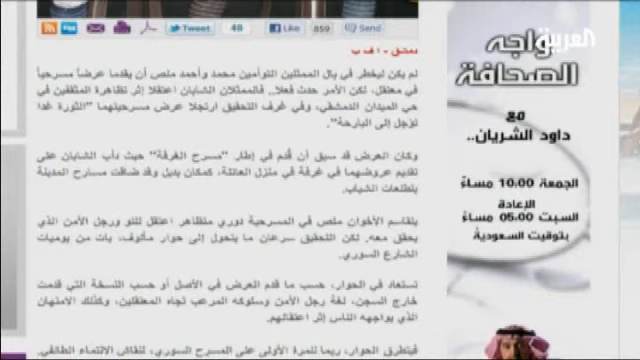 Tweet 48 Like 859 Send
دمشق - ا ف ب
لم يكن ليخطر في بال الممثلين التوأمين محمد وأحمد ملص أن يقدما عرضاً مسرحياً
في معتقل، لكن الأمر حدث فعلاً.. فالممثلان الشابان اعتقلا إثر تظاهرة المثقفين في
حي الميدان الدمشقي، وفي غرف التحقيق ارتجلا عرض مسرحيتهما "الثورة غدا
تؤجل إلى البارحة".
وكان العرض قد سبق أن قُدم في إطار "مسرح الغرفة" حيث دأب الشابان على
تقديم عروضهما في غرفة في منزل العائلة، كمكان بديل وقد ضاقت مسارح المدينة
بتطلعات الشباب.
يتقاسم الأخوان ملص في المسرحية دوري متظاهر اعتقل للتو ورجل الأمن الذي
يحقق معه. لكن التحقيق سرعان ما يتحول إلى حوار مألوف، بات من يوميات
الشارع السوري.
تستعاد في الحوار، حسب ما قدم العرض في الأصل أو حسب النسخة التي قدمت
خارج السجن، لغة رجل الأمن وسلوكه المرعب تجاه المعتقلين، وكذلك الامتهان
الذي يواجهه الناس إثر اعتقالهم.
فيتطرق الحوار، ربما للمرة الأولى على المسرح السوري، لنقاش الانتماء الطائفي.
العربية
واجه
الصحافة
مع
داود الشريان..
الجمعة 10:00 مساءً
الإعادة
السبت 05:00 مساءً
بتوقيت السعودية